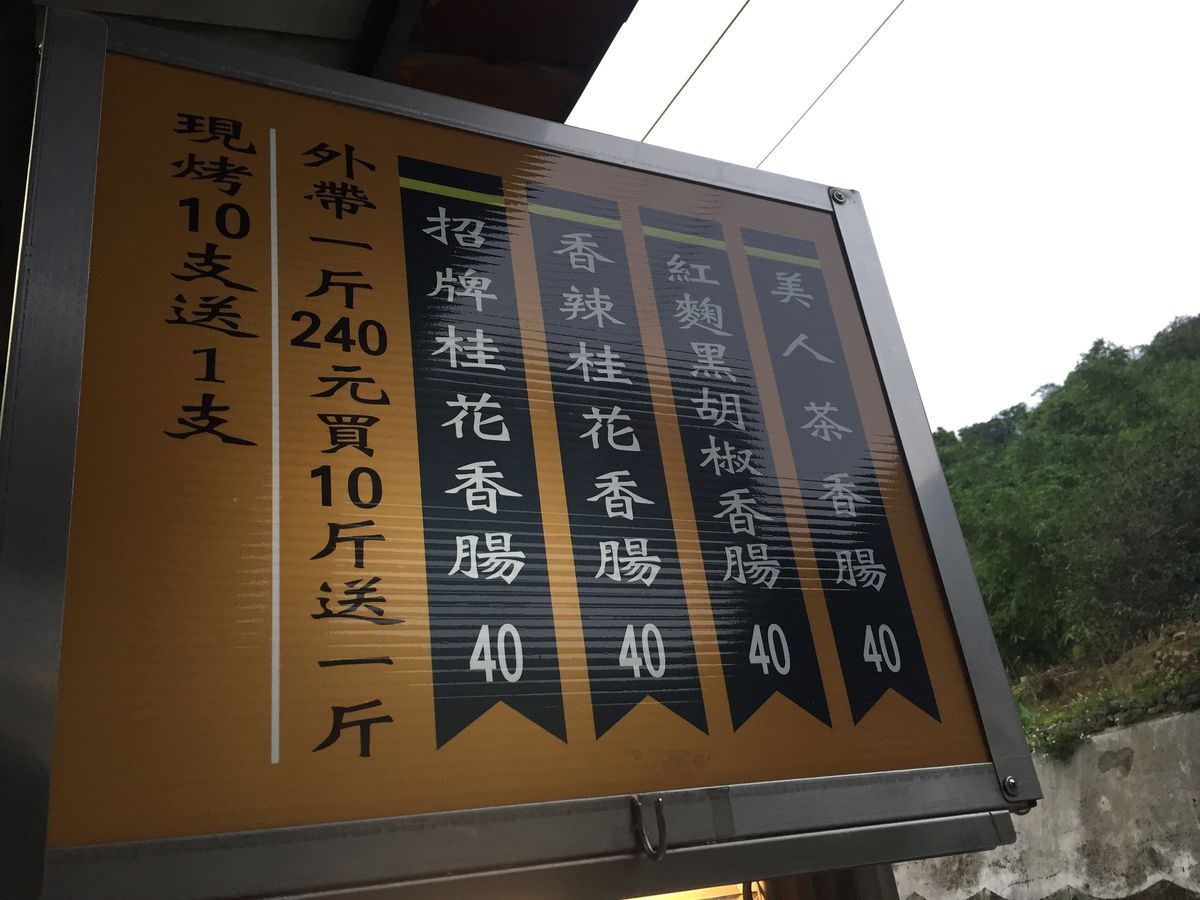 美人茶香腸 40
紅麴黑胡椒香腸 40
香辣桂花香腸 40
招牌桂花香腸 40
外帶一斤240元買10斤送一斤
現烤10支送1支